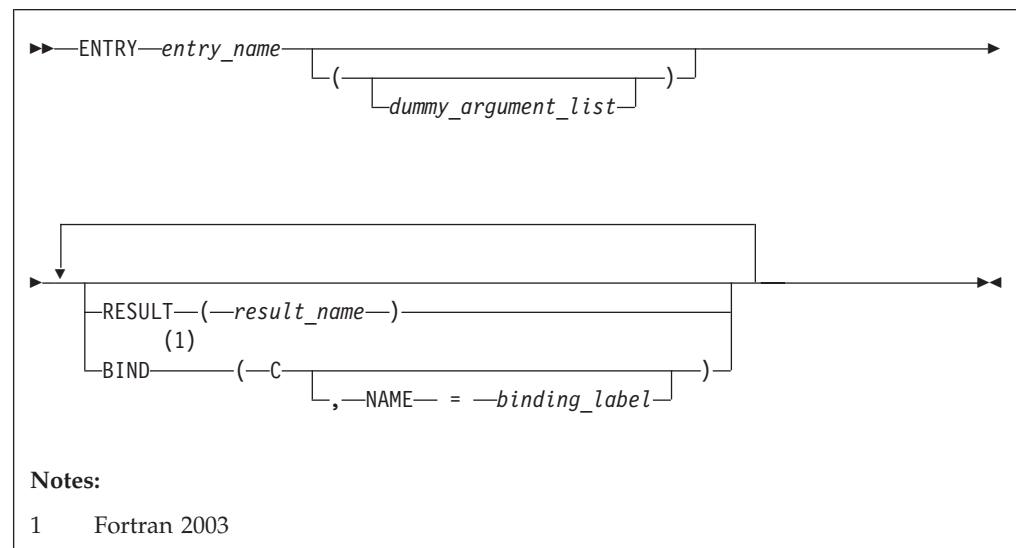 ENTRY entry_name
( )
dummy_argument_list
RESULT ( result_name )
(1)
BIND ( C )
, NAME = binding_label
Notes:
1 Fortran 2003